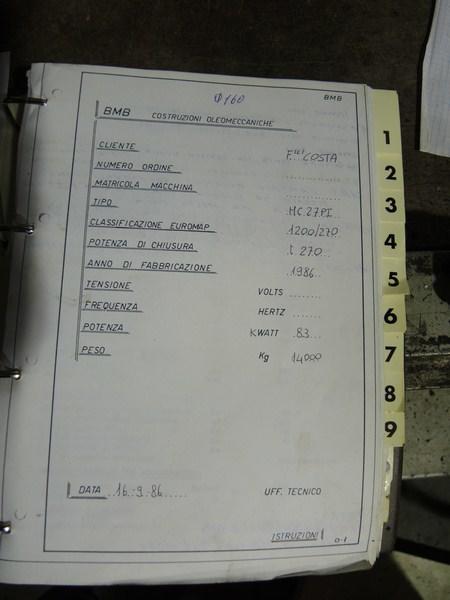 Φ160
BMB
BMB COSTRUZIONI OLEOMECCANICHE
CLIENTE F.lli COSTA
NUMERO ORDINE ............
MATRICOLA MACCHINA ............
TIPO MC.27PI..
CLASSIFICAZIONE EUROMAP 1200/270
POTENZA DI CHIUSURA t. 270..
ANNO DI FABBRICAZIONE .1986..
TENSIONE VOLTS ........
FREQUENZA HERTZ .......
POTENZA KWATT .83...
PESO Kg 14000
DATA ..16.-9.-86......
UFF. TECNICO
ISTRUZIONI 0-1
1
2
3
4
5
6
7
8
9